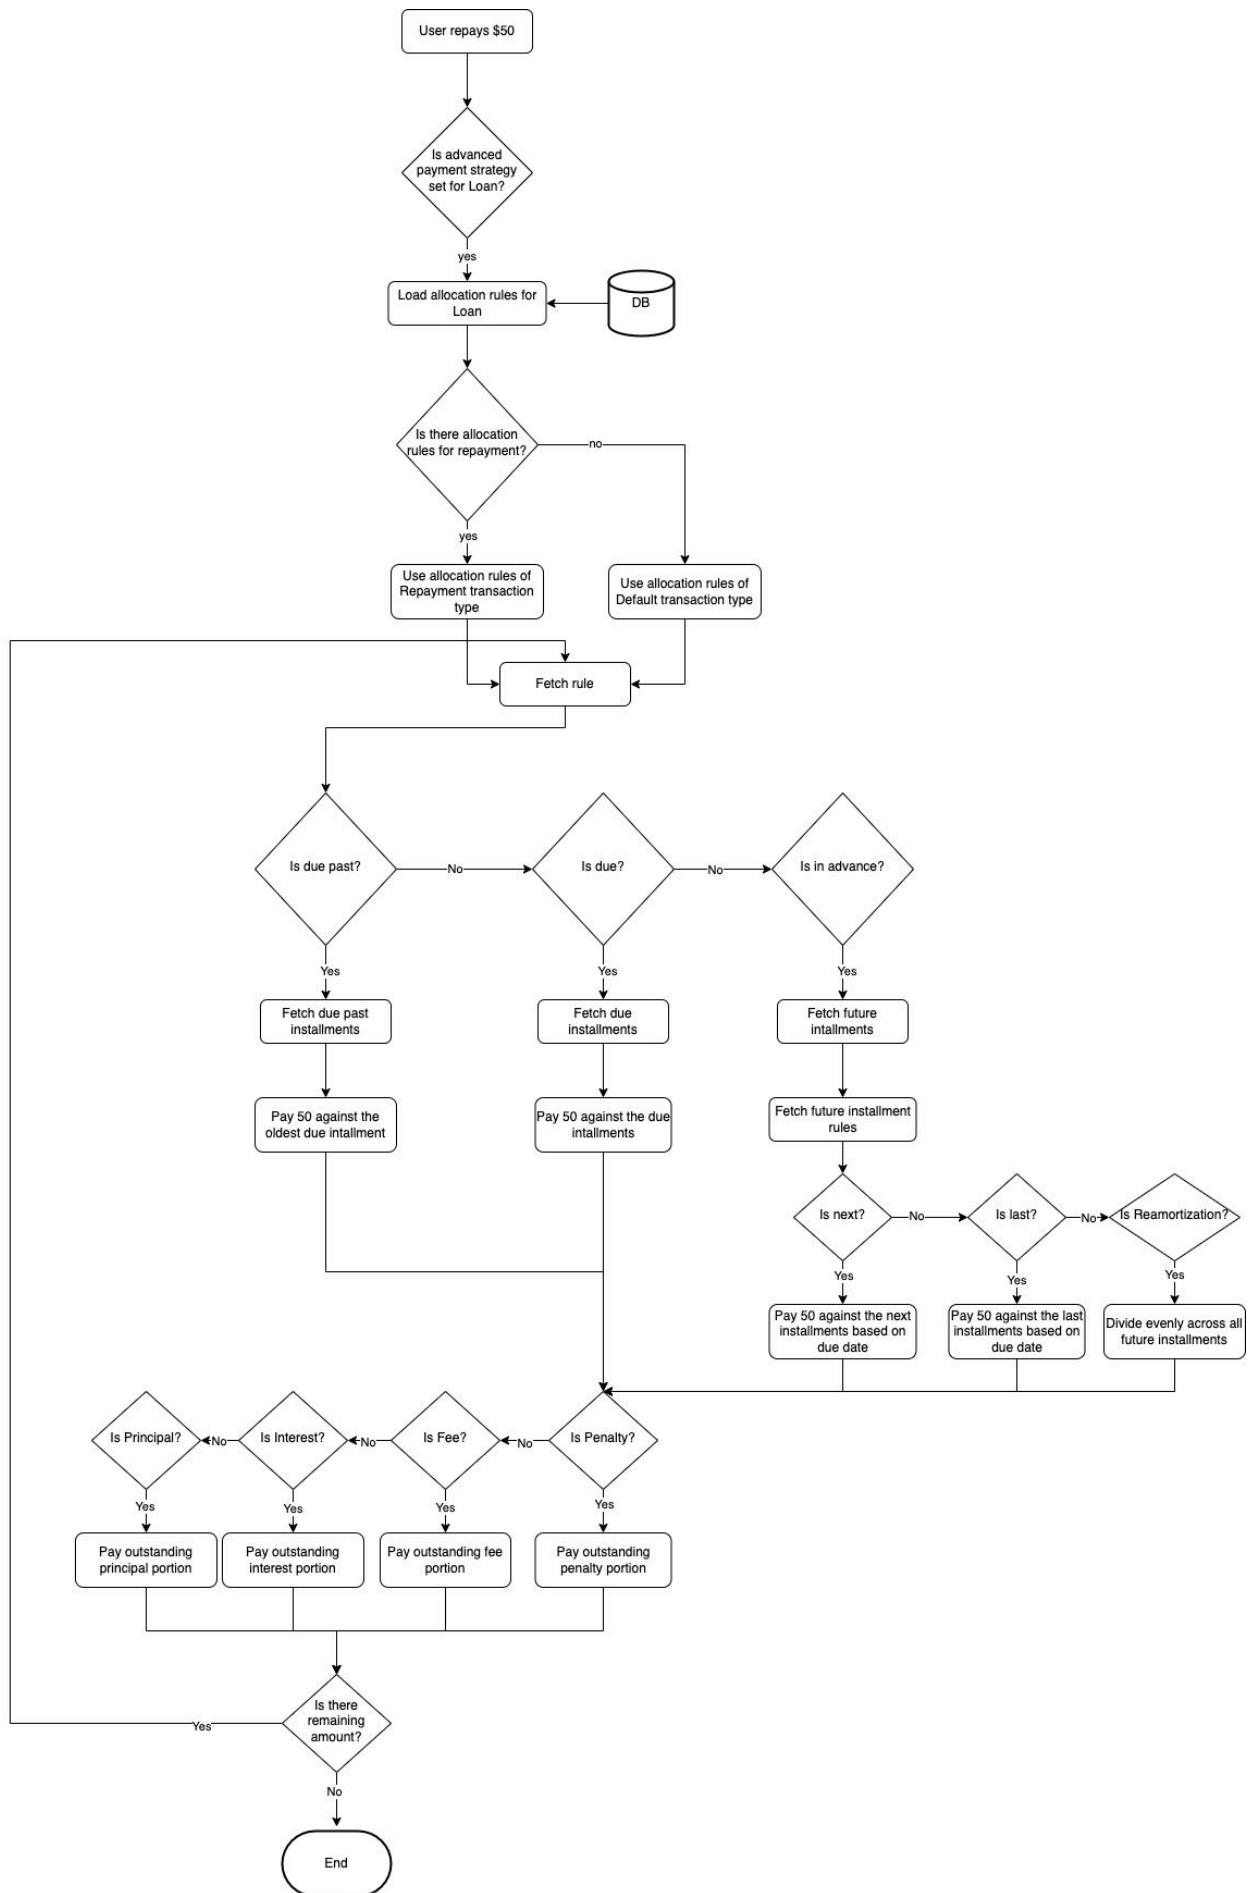 User repays $50
Is advanced
payment strategy
set for Loan?
yes
Load allocation rules for
Loan
DB
Is there allocation
rules for repayment?
no
yes
Use allocation rules of
Repayment transaction
type
Use allocation rules of
Default transaction type
Fetch rule
Is due past?
No
Is due?
No
Is in advance?
Yes
Yes
Yes
Fetch due past
installments
Fetch due
installments
Fetch future
intallments
Pay 50 against the
oldest due intallment
Pay 50 against the due
intallments
Fetch future installment
rules
Is next?
No
Is last?
No
Is Reamortization?
Yes
Yes
Yes
Pay 50 against the next
installments based on
due date
Pay 50 against the last
installments based on
due date
Divide evenly across all
future installments
Is Principal?
No
Is Interest?
No
Is Fee?
No
Is Penalty?
Yes
Yes
Yes
Yes
Pay outstanding
principal portion
Pay outstanding
interest portion
Pay outstanding fee
portion
Pay outstanding
penalty portion
Is there
remaining
amount?
Yes
No
End